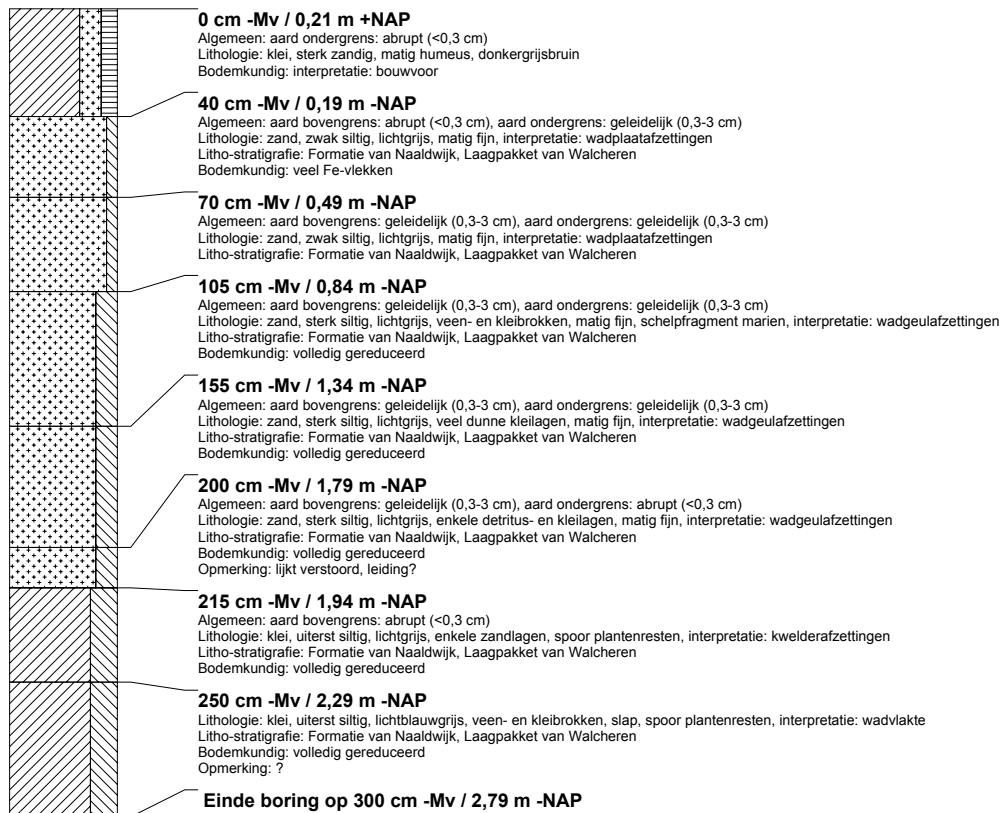 0 cm -Mv / 0,21 m +NAP
Algemeen: aard ondergrens: abrupt (<0,3 cm)
Lithologie: klei, sterk zandig, matig humeus, donkergrijsbruin
Bodemkundig: interpretatie: bouwvoor
40 cm -Mv / 0,19 m -NAP
Algemeen: aard bovengrens: abrupt (<0,3 cm), aard ondergrens: geleidelijk (0,3-3 cm)
Lithologie: zand, zwak siltig, lichtgrijs, matig fijn, interpretatie: wadplaatafzettingen
Litho-stratigrafie: Formatie van Naaldwijk, Laagpakket van Walcheren
Bodemkundig: veel Fe-vlekken
70 cm -Mv / 0,49 m -NAP
Algemeen: aard bovengrens: geleidelijk (0,3-3 cm), aard ondergrens: geleidelijk (0,3-3 cm)
Lithologie: zand, zwak siltig, lichtgrijs, matig fijn, interpretatie: wadplaatafzettingen
Litho-stratigrafie: Formatie van Naaldwijk, Laagpakket van Walcheren
105 cm -Mv / 0,84 m -NAP
Algemeen: aard bovengrens: geleidelijk (0,3-3 cm), aard ondergrens: geleidelijk (0,3-3 cm)
Lithologie: zand, sterk siltig, lichtgrijs, veen- en kleibrokken, matig fijn, schelpfragment marien, interpretatie: wadgeulafzettingen
Litho-stratigrafie: Formatie van Naaldwijk, Laagpakket van Walcheren
Bodemkundig: volledig gereduceerd
155 cm -Mv / 1,34 m -NAP
Algemeen: aard bovengrens: geleidelijk (0,3-3 cm), aard ondergrens: geleidelijk (0,3-3 cm)
Lithologie: zand, sterk siltig, lichtgrijs, veel dunne kleilagen, matig fijn, interpretatie: wadgeulafzettingen
Litho-stratigrafie: Formatie van Naaldwijk, Laagpakket van Walcheren
Bodemkundig: volledig gereduceerd
200 cm -Mv / 1,79 m -NAP
Algemeen: aard bovengrens: geleidelijk (0,3-3 cm), aard ondergrens: abrupt (<0,3 cm)
Lithologie: zand, sterk siltig, lichtgrijs, enkele detritus- en kleilagen, matig fijn, interpretatie: wadgeulafzettingen
Litho-stratigrafie: Formatie van Naaldwijk, Laagpakket van Walcheren
Bodemkundig: volledig gereduceerd
Opmerking: lijkt verstoord, leiding?
215 cm -Mv / 1,94 m -NAP
Algemeen: aard bovengrens: abrupt (<0,3 cm)
Lithologie: klei, uiterst siltig, lichtgrijs, enkele zandlagen, spoor plantenresten, interpretatie: kwelderafzettingen
Litho-stratigrafie: Formatie van Naaldwijk, Laagpakket van Walcheren
Bodemkundig: volledig gereduceerd
250 cm -Mv / 2,29 m -NAP
Lithologie: klei, uiterst siltig, lichtblauwgrijs, veen- en kleibrokken, slap, spoor plantenresten, interpretatie: wadvlakte
Litho-stratigrafie: Formatie van Naaldwijk, Laagpakket van Walcheren
Bodemkundig: volledig gereduceerd
Opmerking: ?
Einde boring op 300 cm -Mv / 2,79 m -NAP